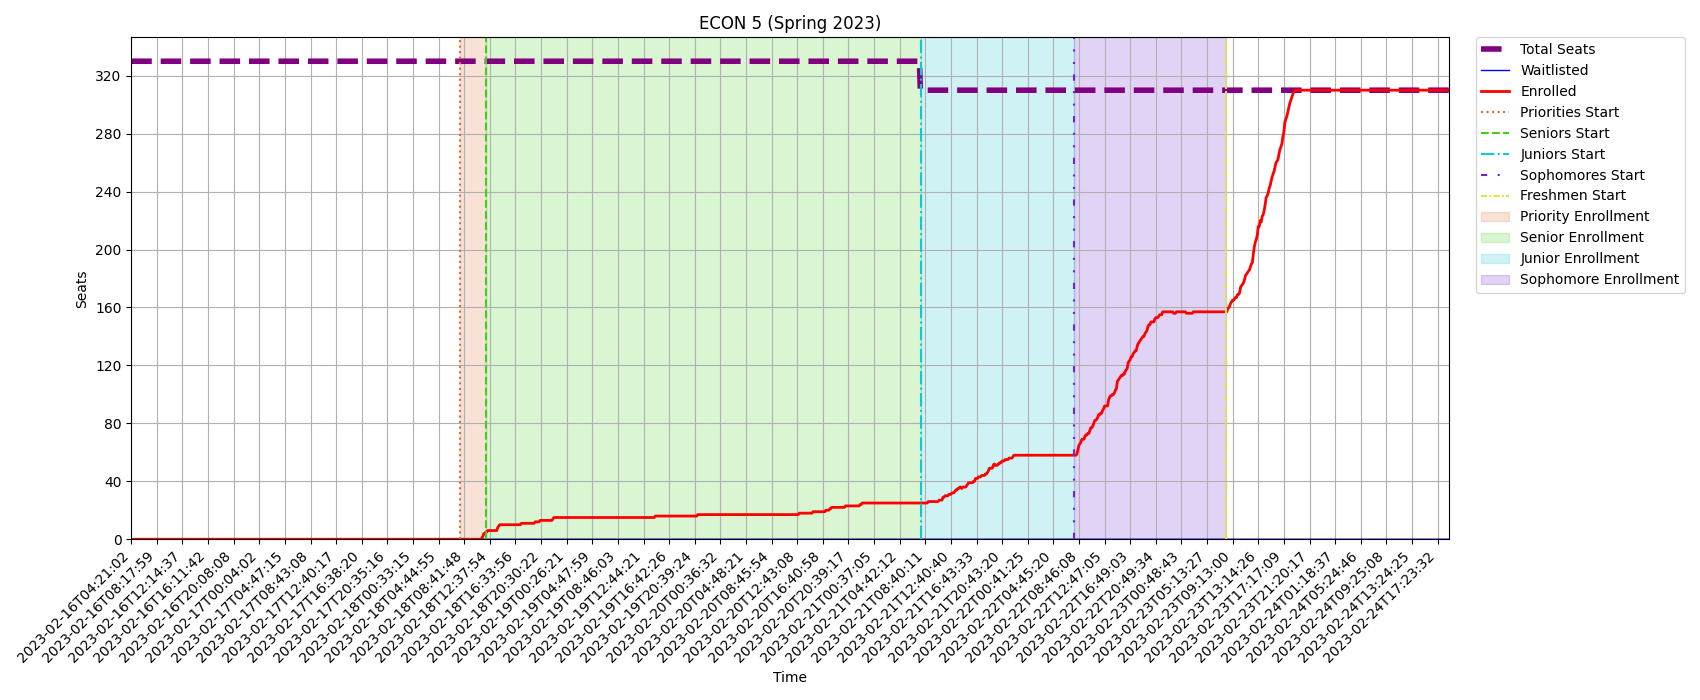 ECON 5 (Spring 2023)
Seats
320
280
240
200
160
120
80
40
0
2023-02-16T04:21:02
2023-02-16T08:17:59
2023-02-16T12:14:37
2023-02-16T16:11:42
2023-02-16T20:08:08
2023-02-17T00:04:02
2023-02-17T04:47:15
2023-02-17T08:43:08
2023-02-17T12:40:17
2023-02-17T16:38:20
2023-02-17T20:35:16
2023-02-18T00:33:15
2023-02-18T04:44:55
2023-02-18T08:41:48
2023-02-18T12:37:54
2023-02-18T16:33:56
2023-02-18T20:30:22
2023-02-19T00:26:21
2023-02-19T04:47:59
2023-02-19T08:46:03
2023-02-19T12:44:21
2023-02-19T16:42:26
2023-02-19T20:39:24
2023-02-20T00:36:32
2023-02-20T04:48:21
2023-02-20T08:45:54
2023-02-20T12:43:08
2023-02-20T16:40:58
2023-02-20T20:39:17
2023-02-21T00:37:05
2023-02-21T04:42:12
2023-02-21T08:40:11
2023-02-21T12:40:40
2023-02-21T16:43:33
2023-02-21T20:43:20
2023-02-22T00:41:25
2023-02-22T04:45:20
2023-02-22T08:46:08
2023-02-22T12:47:05
2023-02-22T16:49:03
2023-02-22T20:49:34
2023-02-23T00:48:43
2023-02-23T05:13:27
2023-02-23T09:13:00
2023-02-23T13:14:26
2023-02-23T17:17:09
2023-02-23T21:20:17
2023-02-24T01:18:37
2023-02-24T05:24:46
2023-02-24T09:25:08
2023-02-24T13:24:25
2023-02-24T17:23:32
Time
Total Seats
Waitlisted
Enrolled
Priorities Start
Seniors Start
Juniors Start
Sophomores Start
Freshmen Start
Priority Enrollment
Senior Enrollment
Junior Enrollment
Sophomore Enrollment